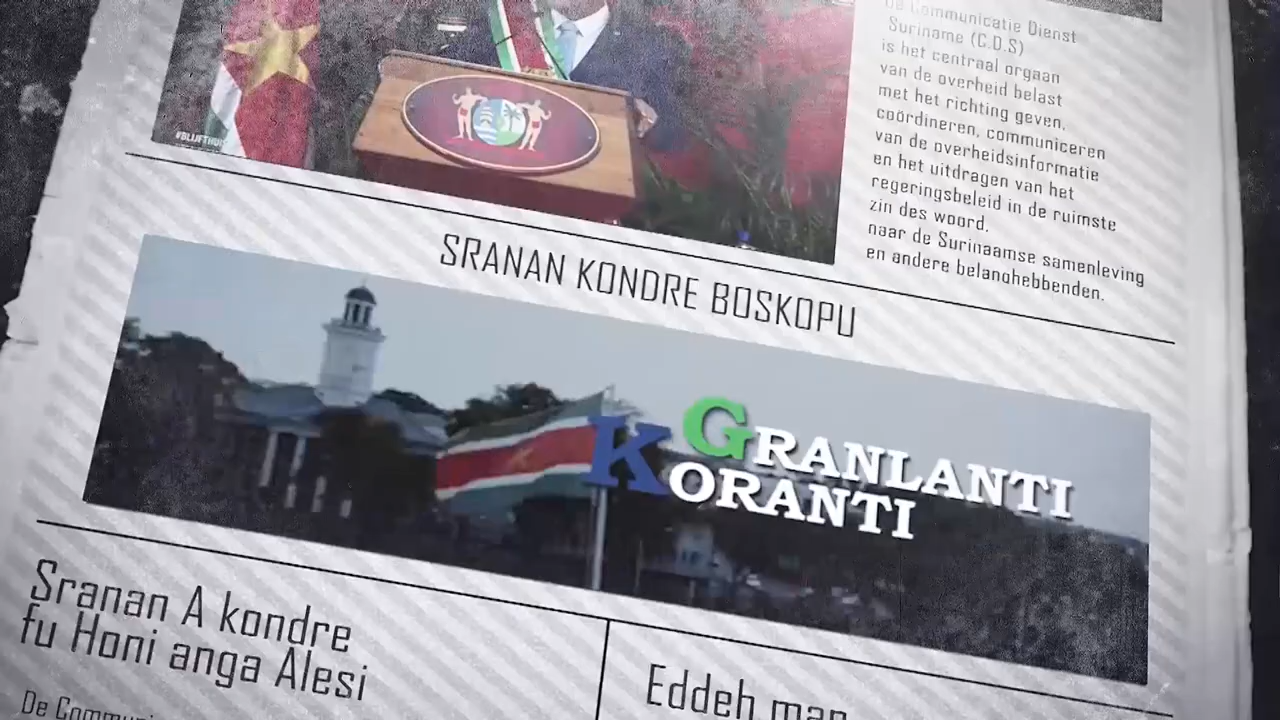 De Communicatie Dienst
Suriname (C.D.S)
is het centraal orgaan
van de overheid belast
met het richting geven,
coördineren, communiceren
van de overheidsinformatie
en het uitdragen van het
regeringsbeleid in de ruimste
zin des woord.
naar de Surinaamse samenleving
en andere belanghebbenden.
SRANAN KONDRE BOSKOPU
GRANLANTI
KORANTI
Sranan A kondre
fu Honi anga Alesi
De
Eddeh man